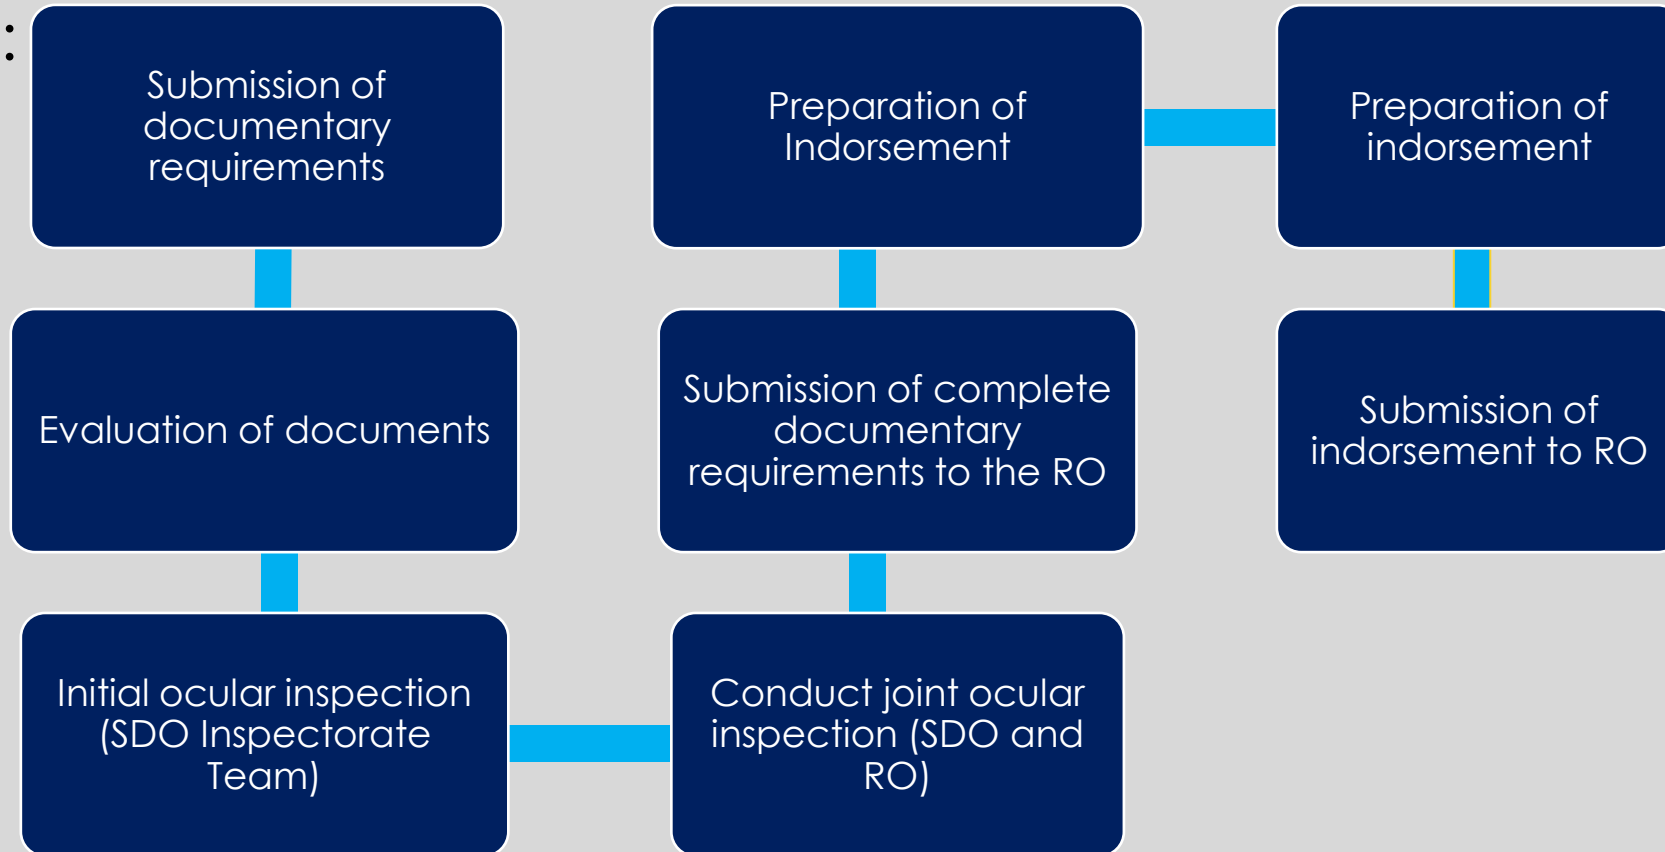 Submission of
documentary
requirements
Evaluation of documents
Initial ocular inspection
(SDO Inspectorate
Team)
Conduct joint ocular
inspection (SDO and
RO)
Submission of complete
documentary
requirements to the RO
Preparation of
Indorsement
Preparation of
indorsement
Submission of
indorsement to RO